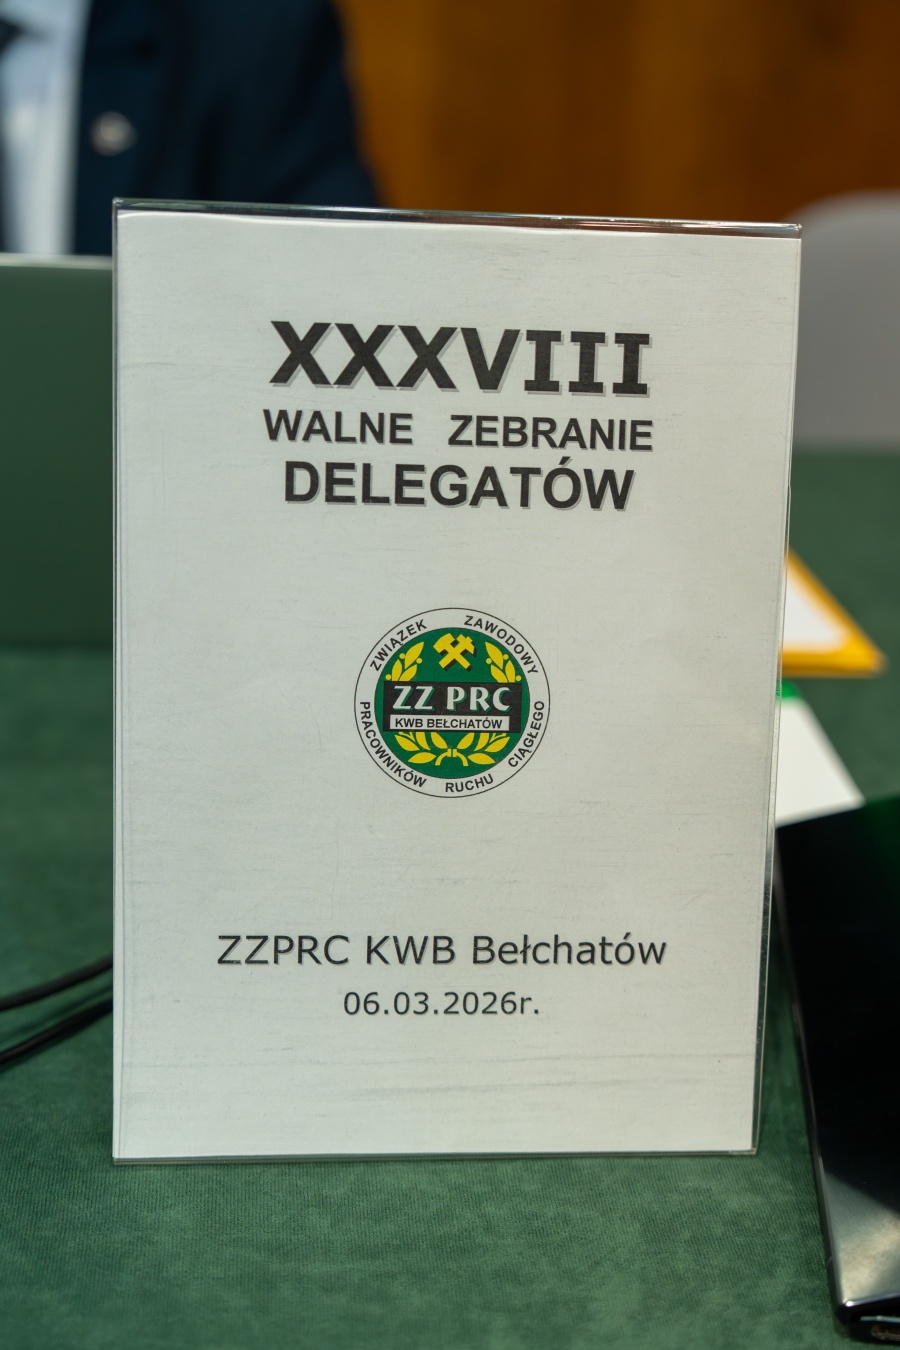 XXXVIII
WALNE ZEBRANIE
DELEGATÓW
ZWIĄZEK ZAWODOWY
ZZ PRC
KWB BEŁCHATÓW
PRACOWNIKÓW RUCHU CIĄGŁEGO
ZZPRC KWB Bełchatów
06.03.2026r.